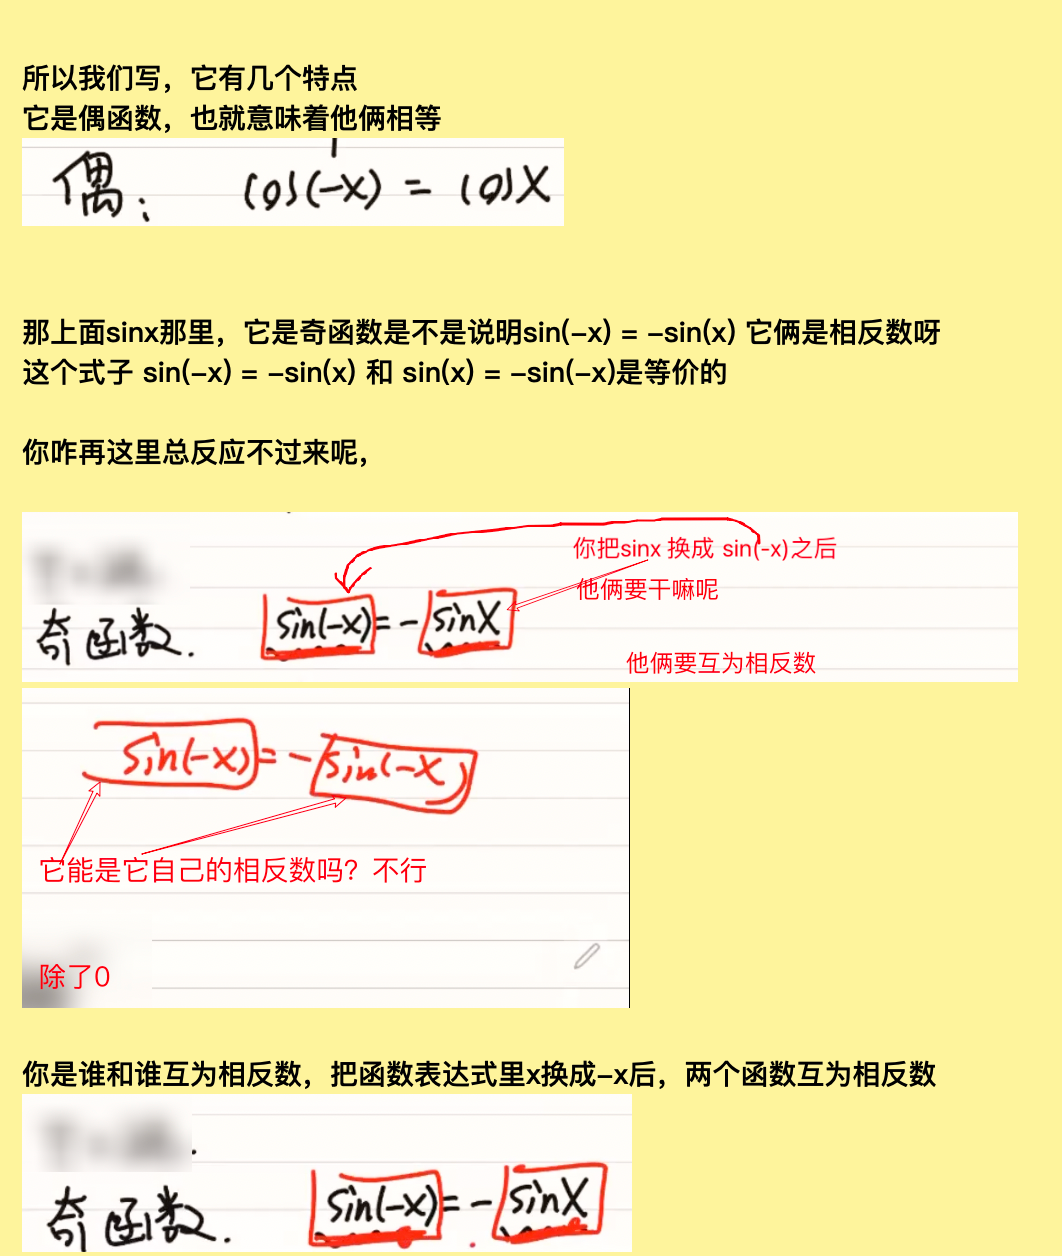 所以我们写，它有几个特点
它是偶函数，也就意味着他俩相等
偶： cos(-x) = cosX
那上面sinx那里，它是奇函数是不是说明sin(–x) = –sin(x) 它俩是相反数呀
这个式子 sin(–x) = –sin(x) 和 sin(x) = –sin(–x)是等价的
你咋再这里总反应不过来呢，
你把sinx 换成 sin(-x)之后
他俩要干嘛呢
奇函数. sin(-x) = - sinX
他俩要互为相反数
sin(-x) = - sin(-x)
它能是它自己的相反数吗？不行
除了0
你是谁和谁互为相反数，把函数表达式里x换成–x后，两个函数互为相反数
奇函数. sin(-x) = - sinX